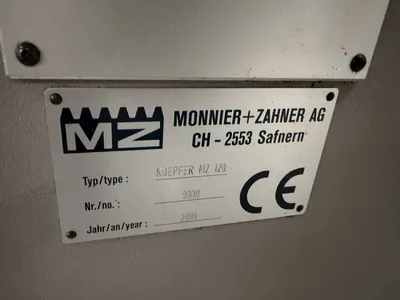 MZ
MONNIER+ZAHNER AG
CH - 2553 Safnern
Typ/type: KOEPFER MZ 120
Nr./no.:
Jahr/an/year:
CE